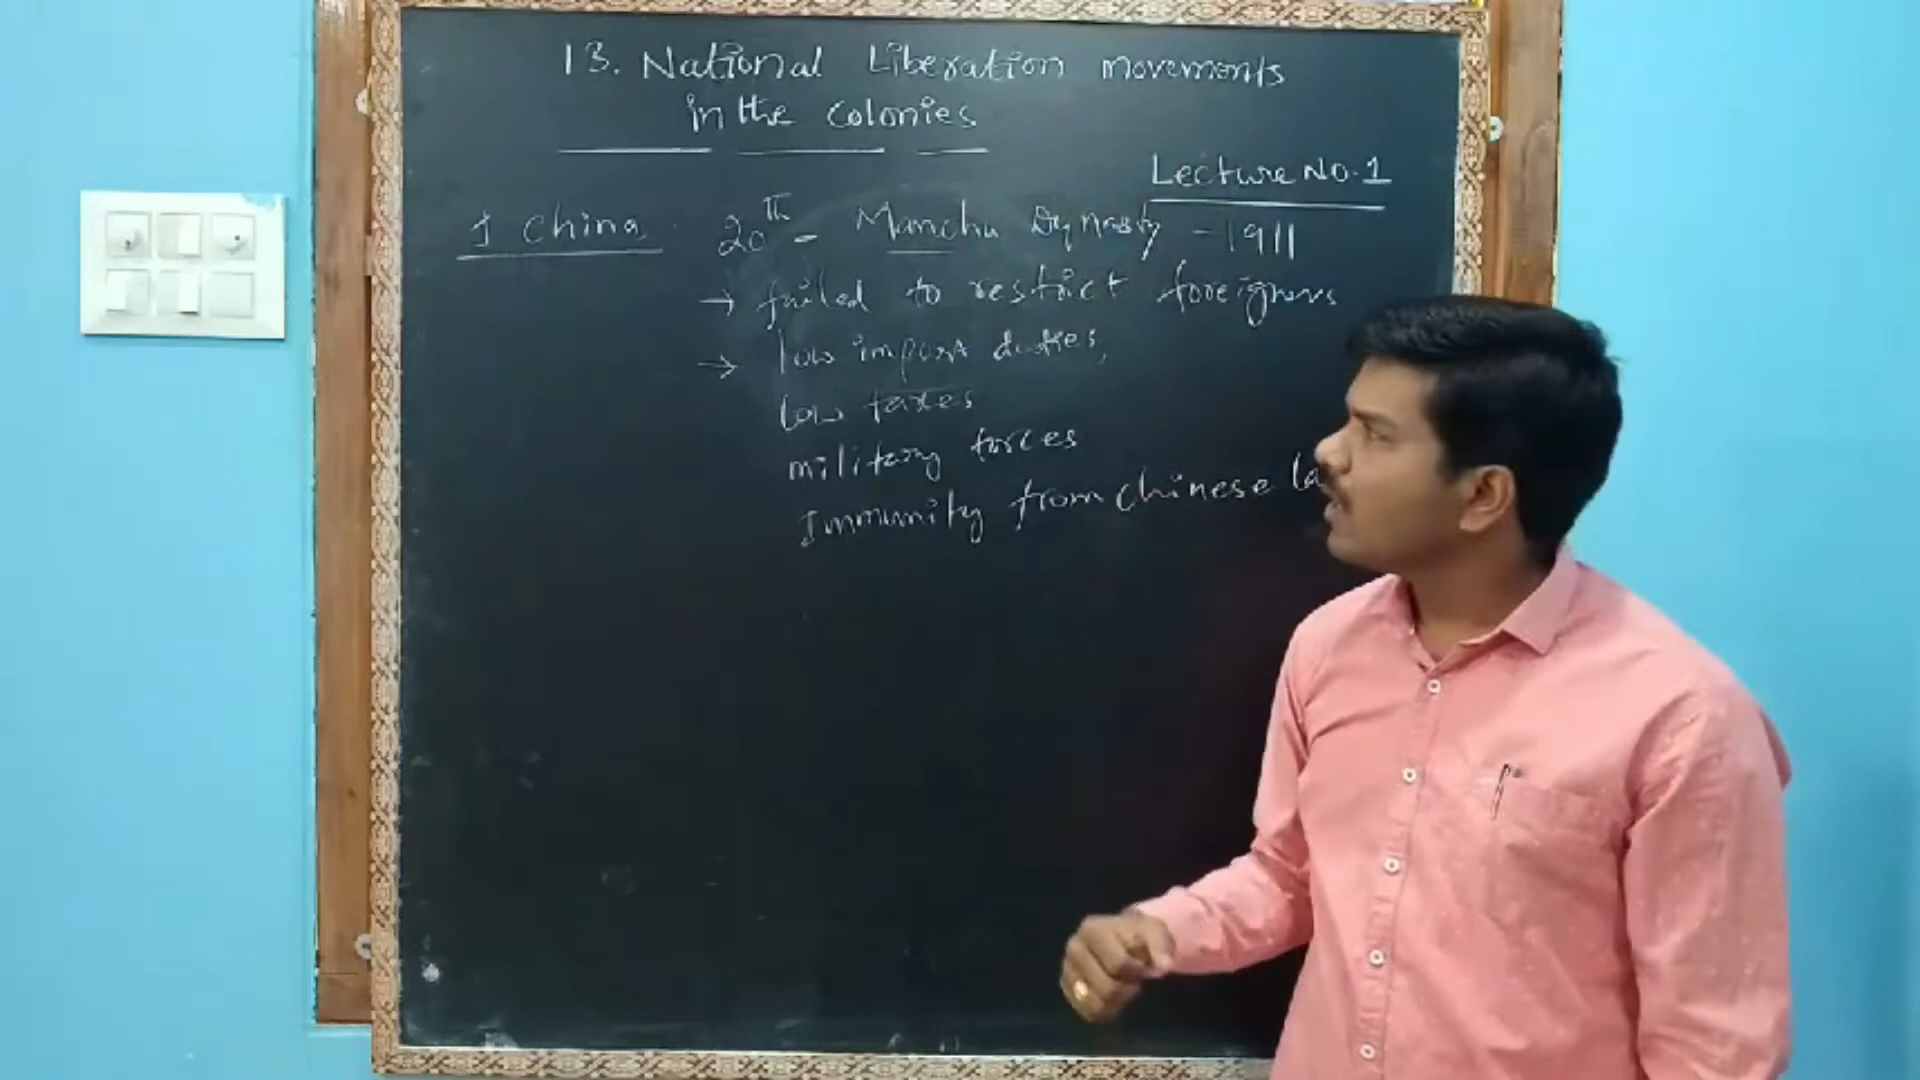 13. National Liberation movements
in the colonies
Lecture No.1
1 China 20th - Manchu Dynasty - 1911
→ failed to restrict foreigners
→ low import duties,
low taxes
military forces
Immunity from Chinese la